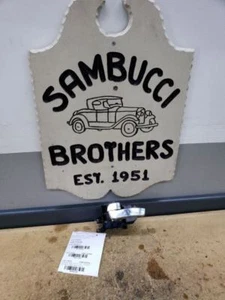 SAMBUCCI
BROTHERS
EST. 1951